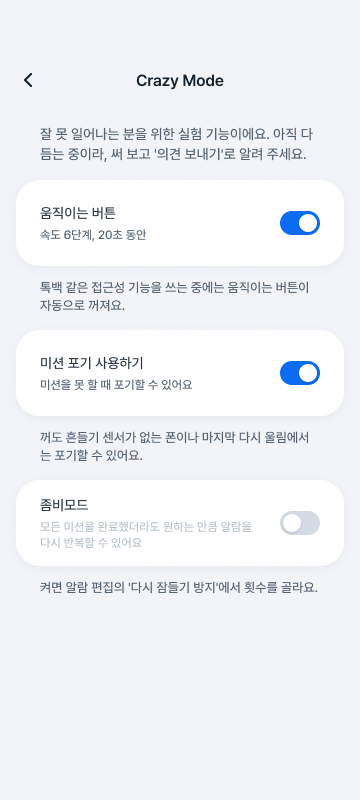 Crazy Mode
잘 못 일어나는 분을 위한 실험 기능이에요. 아직 다
듬는 중이라, 써 보고 '의견 보내기'로 알려 주세요.
움직이는 버튼
속도 6단계, 20초 동안
톡백 같은 접근성 기능을 쓰는 중에는 움직이는 버튼이
자동으로 꺼져요.
미션 포기 사용하기
미션을 못 할 때 포기할 수 있어요
꺼도 흔들기 센서가 없는 폰이나 마지막 다시 울림에서
는 포기할 수 있어요.
좀비모드
모든 미션을 완료했더라도 원하는 만큼 알람을
다시 반복할 수 있어요
켜면 알람 편집의 '다시 잠들기 방지'에서 횟수를 골라요.